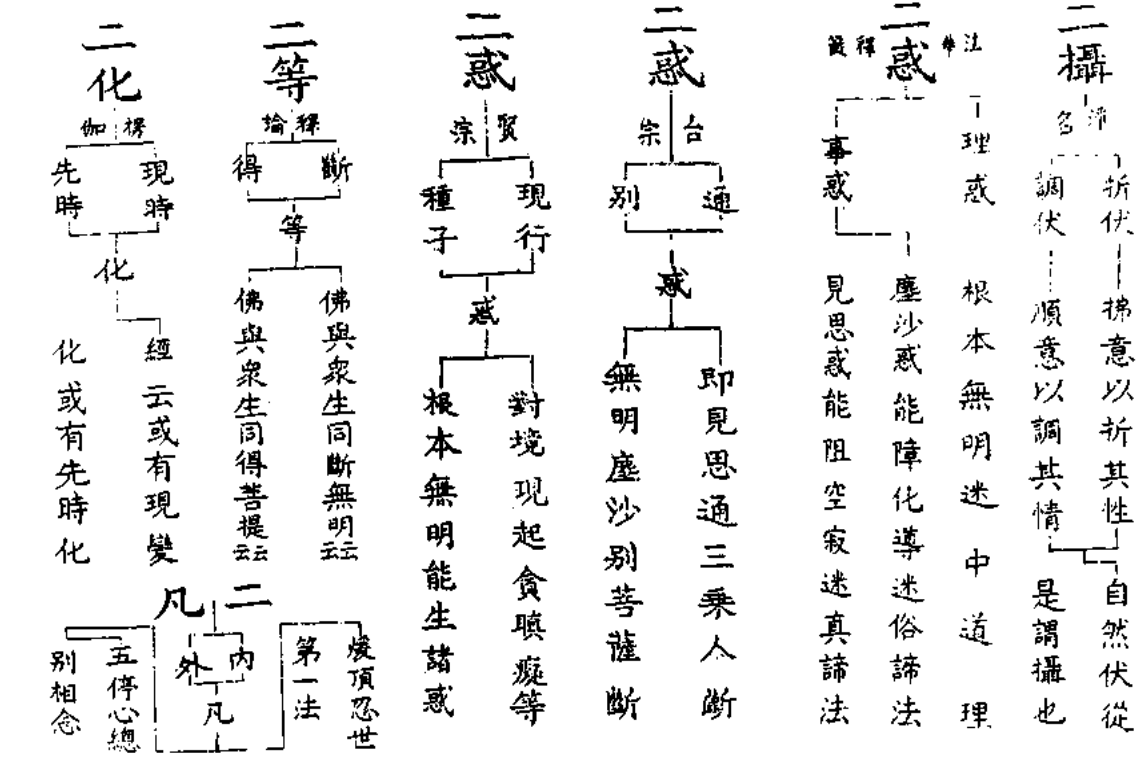 二攝
折伏
拂意以折其性
調伏
順意以調其情
自然伏從
是謂攝也
二惑
法華
釋籤
理惑
根本無明迷中道理
事惑
塵沙惑能障化導迷俗諦法
見思惑能阻空寂迷真諦法
二惑
台宗
通
別
惑
即見思通三乘人斷
無明塵沙別菩薩斷
二惑
賢宗
現行
種子
惑
對境現起貪瞋癡等
根本無明能生諸惑
二等
釋論
斷
得
等
佛與眾生同斷無明云云
佛與眾生同得菩提云云
二化
楞伽
現時
先時
化
經云或有現變
化或有先時化
二凡
內
外
凡
煖頂忍世
第一法
五停心總
別相念